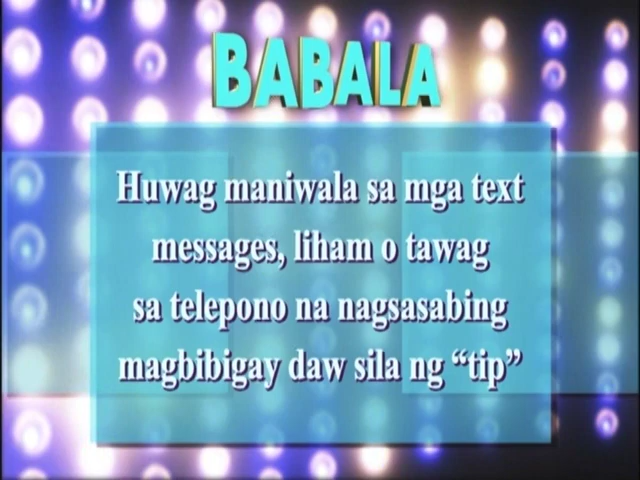 BABALA
Huwag maniwala sa mga text
messages, liham o tawag
sa telepono na nagsasabing
magbibigay daw sila ng “tip”